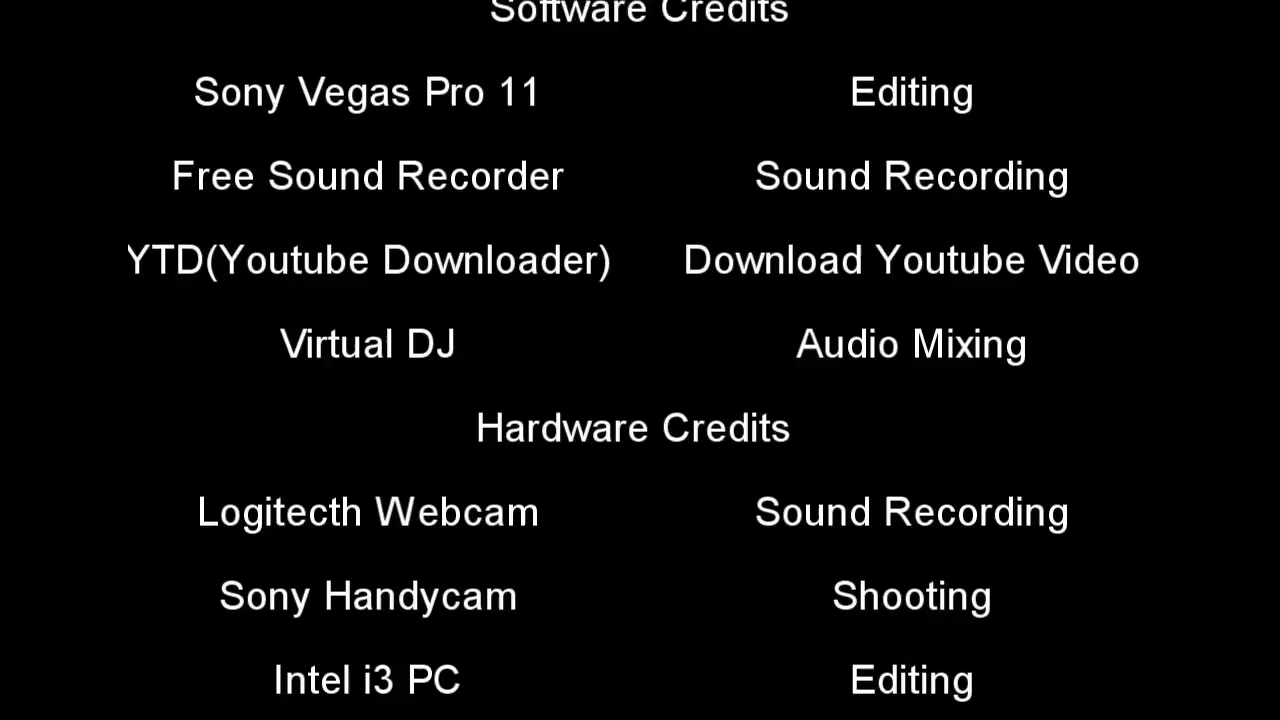 Software Credits
Sony Vegas Pro 11 Editing
Free Sound Recorder Sound Recording
YTD(Youtube Downloader) Download Youtube Video
Virtual DJ Audio Mixing
Hardware Credits
Logitecth Webcam Sound Recording
Sony Handycam Shooting
Intel i3 PC Editing